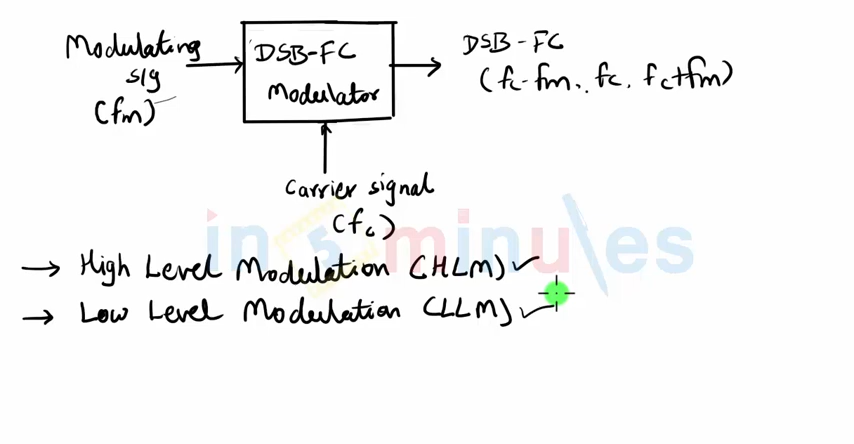 Modulating
sig
(fm)
DSB-FC
Modulator
DSB-FC
(fc-fm, fc, fc+fm)
Carrier signal
(fc)
in 5 minutes
→ High Level Modulation (HLM) ✓
→ Low Level Modulation (LLM) ✓